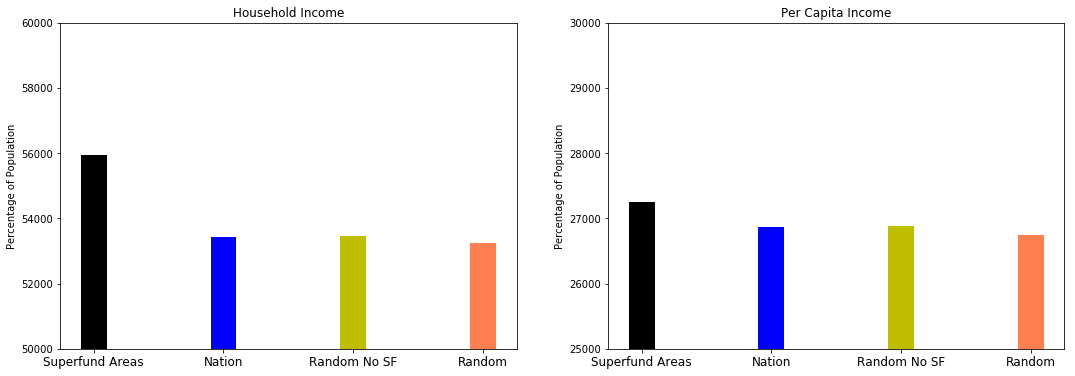 Household Income
Percentage of Population
60000
58000
56000
54000
52000
50000
Superfund Areas Nation Random No SF Random
Per Capita Income
Percentage of Population
30000
29000
28000
27000
26000
25000
Superfund Areas Nation Random No SF Random